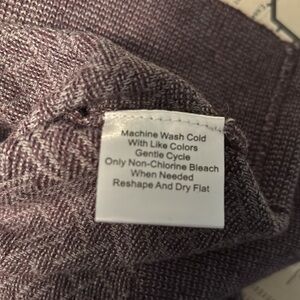 Machine Wash Cold
With Like Colors
Gentle Cycle
Only Non-Chlorine Bleach
When Needed
Reshape And Dry Flat